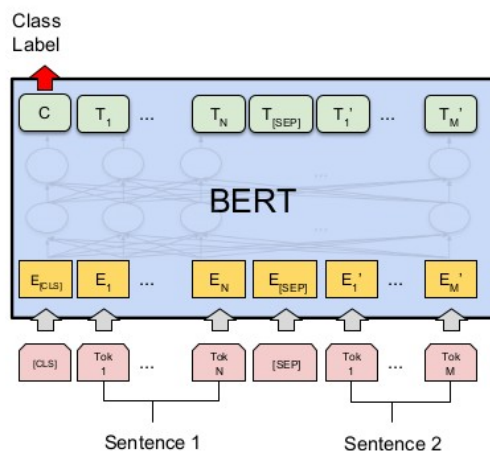 Class
Label
C T1 ... TN T[SEP] T1' ... TM'
...
BERT
...
E[CLS] E1 ... EN E[SEP] E1' ... EM'
[CLS] Tok 1 ... Tok N [SEP] Tok 1 ... Tok M
Sentence 1 Sentence 2